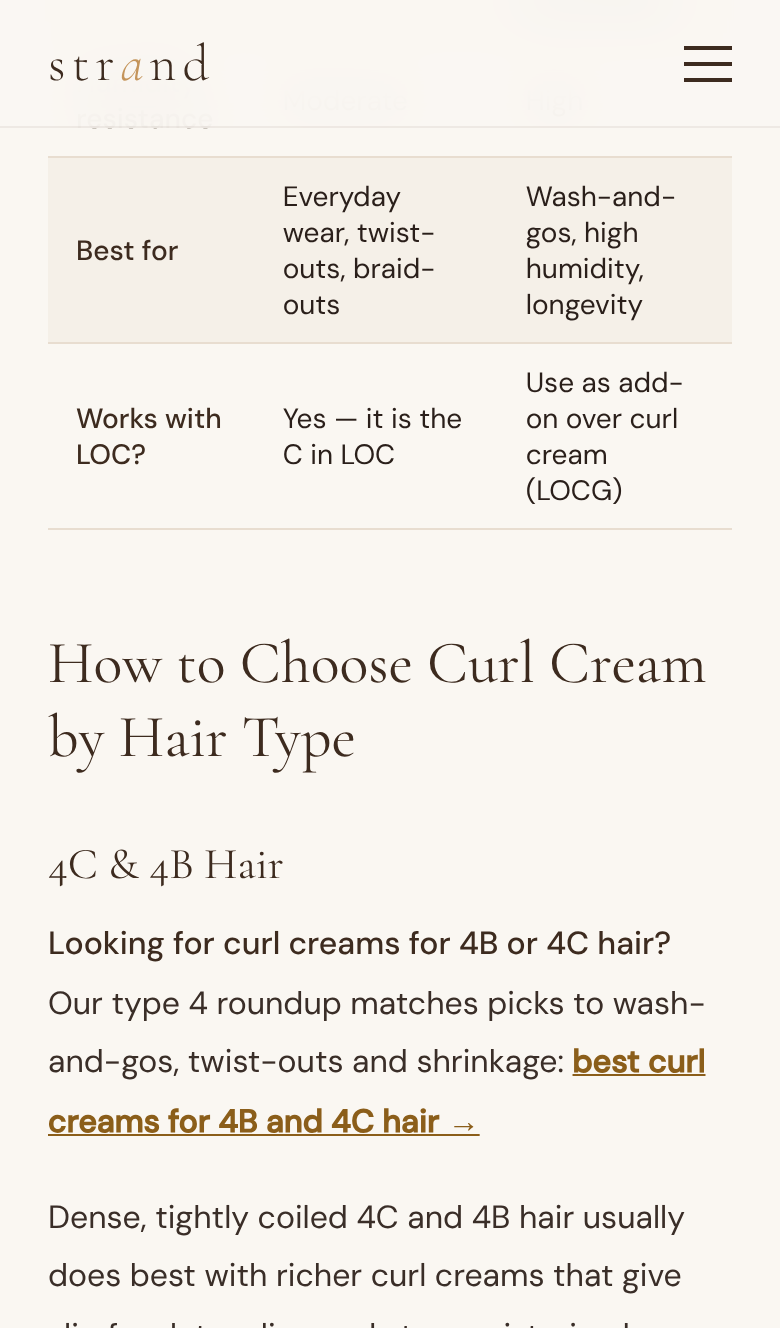 strand
resistance
Best for
Everyday
wear, twist-
outs, braid-
outs
Wash-and-
gos, high
humidity,
longevity
Works with
LOC?
Yes — it is the
C in LOC
Use as add-
on over curl
cream
(LOCG)
How to Choose Curl Cream
by Hair Type
4C & 4B Hair
Looking for curl creams for 4B or 4C hair?
Our type 4 roundup matches picks to wash-
and-gos, twist-outs and shrinkage: best curl
creams for 4B and 4C hair →
Dense, tightly coiled 4C and 4B hair usually
does best with richer curl creams that give